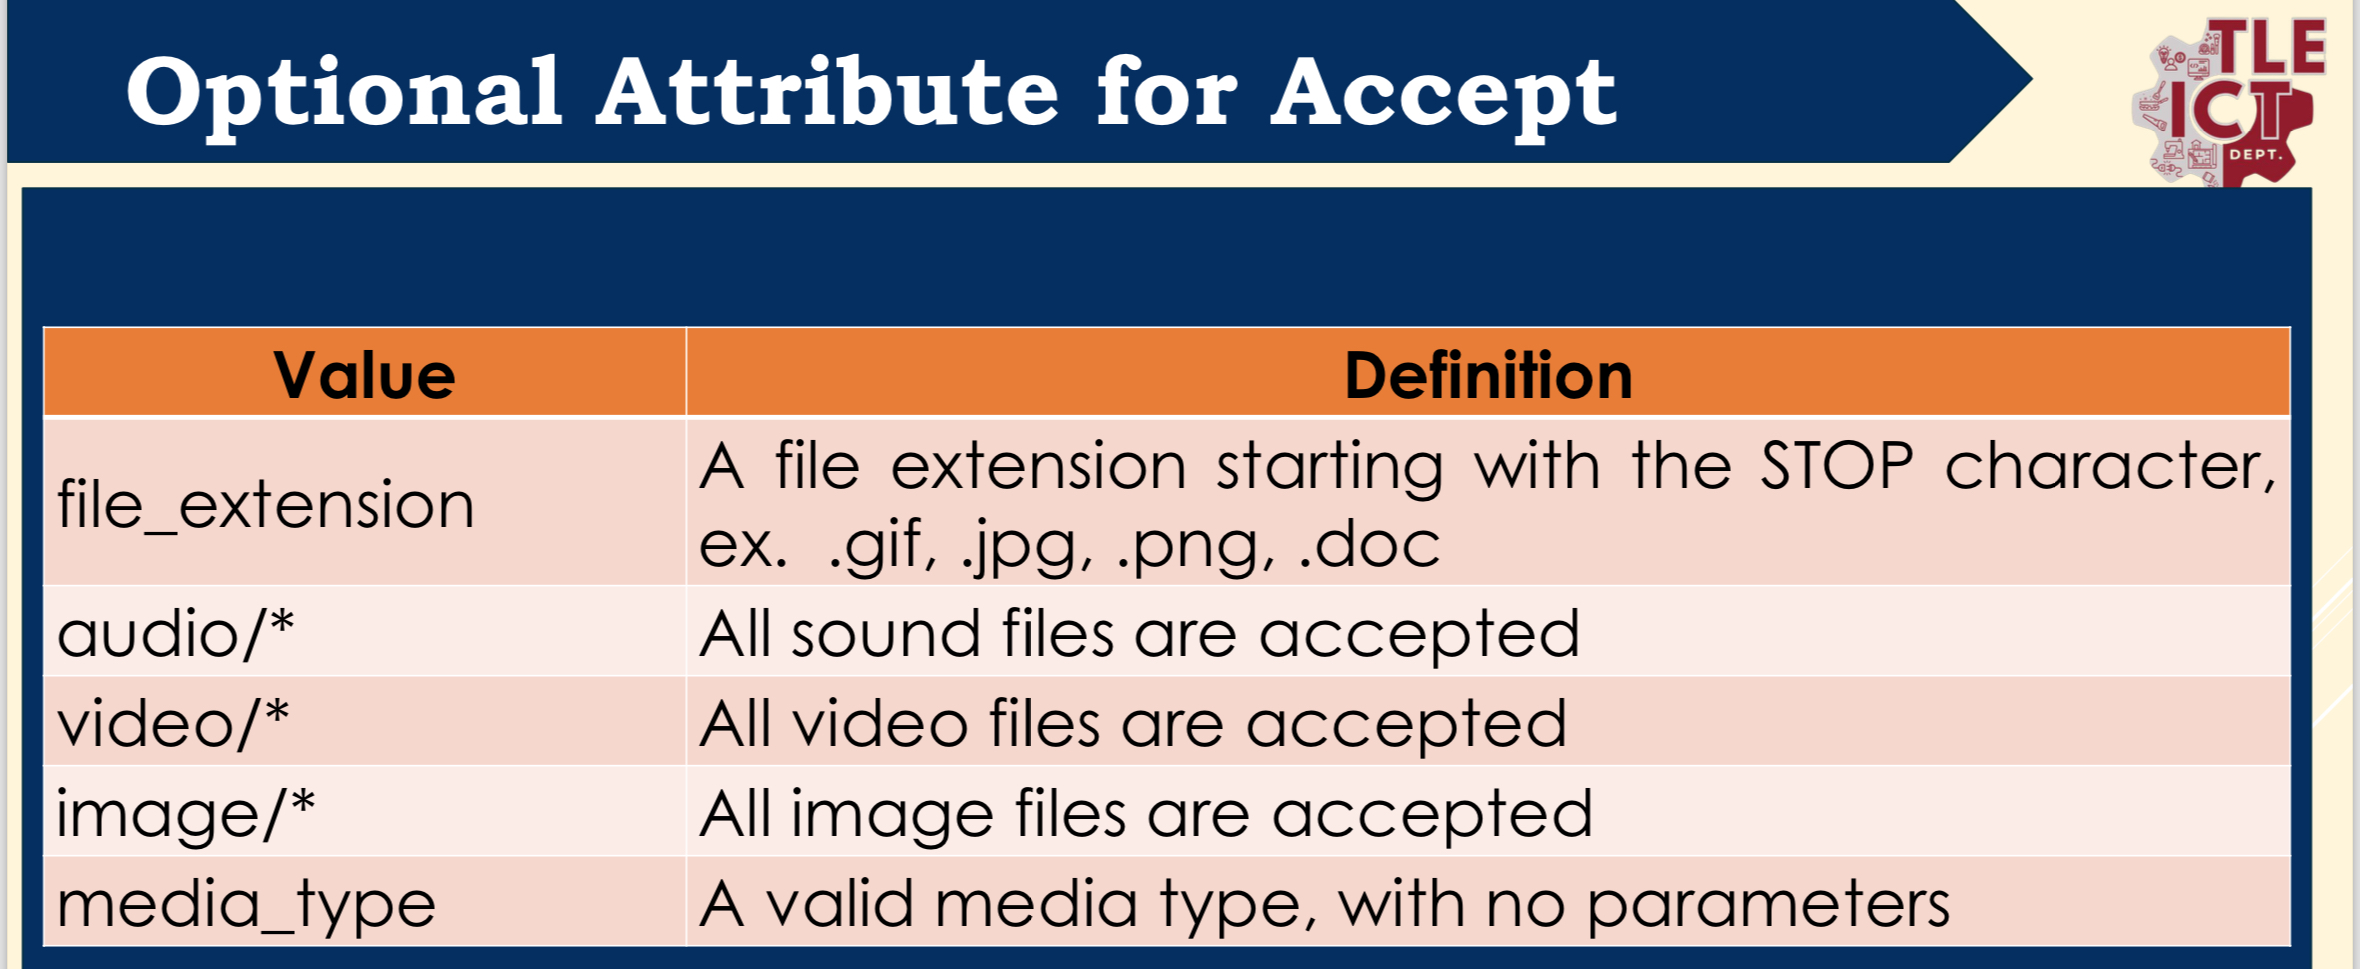 Optional Attribute for Accept
TLE
ICT
DEPT.
Value
Definition
file_extension
A file extension starting with the STOP character,
ex. .gif, .jpg, .png, .doc
audio/*
All sound files are accepted
video/*
All video files are accepted
image/*
All image files are accepted
media_type
A valid media type, with no parameters